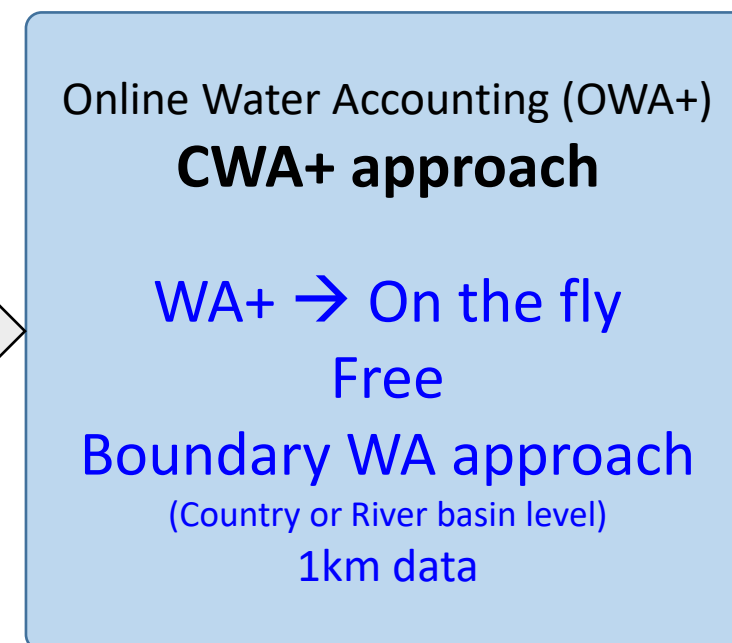 Online Water Accounting (OWA+)
CWA+ approach
WA+ → On the fly
Free
Boundary WA approach
(Country or River basin level)
1km data